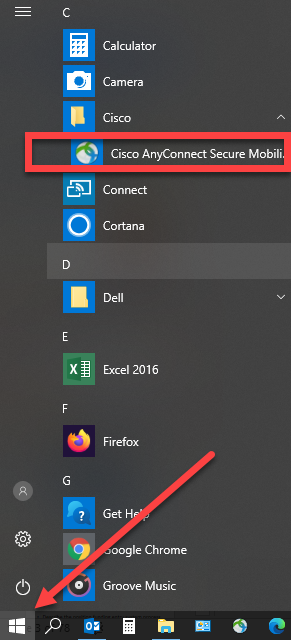 C
Calculator
Camera
Cisco
Cisco AnyConnect Secure Mobili
Connect
Cortana
D
Dell
E
Excel 2016
F
Firefox
G
Get Help
Google Chrome
Groove Music